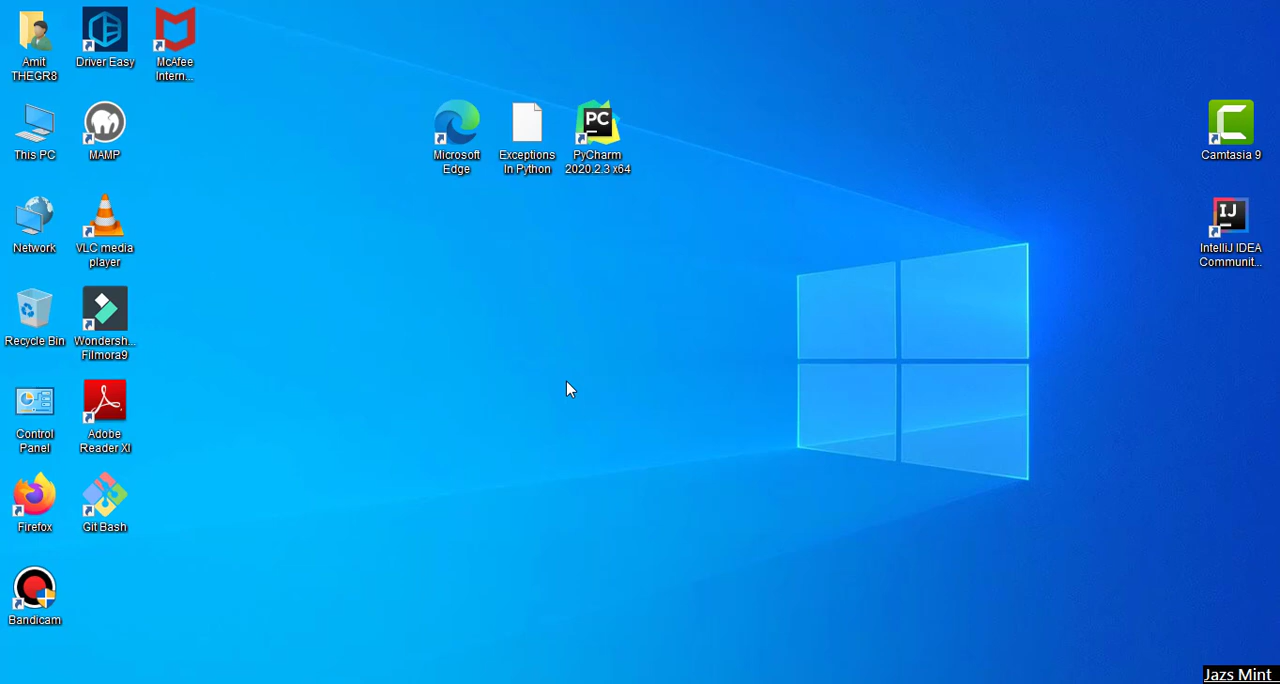 Amit
THEGR8
Driver Easy
McAfee
Intern...
This PC
MAMP
Microsoft
Edge
Exceptions
In Python
PC
PyCharm
2020.2.3 x64
Camtasia 9
Network
VLC media
player
IJ
IntelliJ IDEA
Communit...
Recycle Bin
Wondersh...
Filmora9
Control
Panel
Adobe
Reader XI
Firefox
Git Bash
Bandicam
Jazs Mint